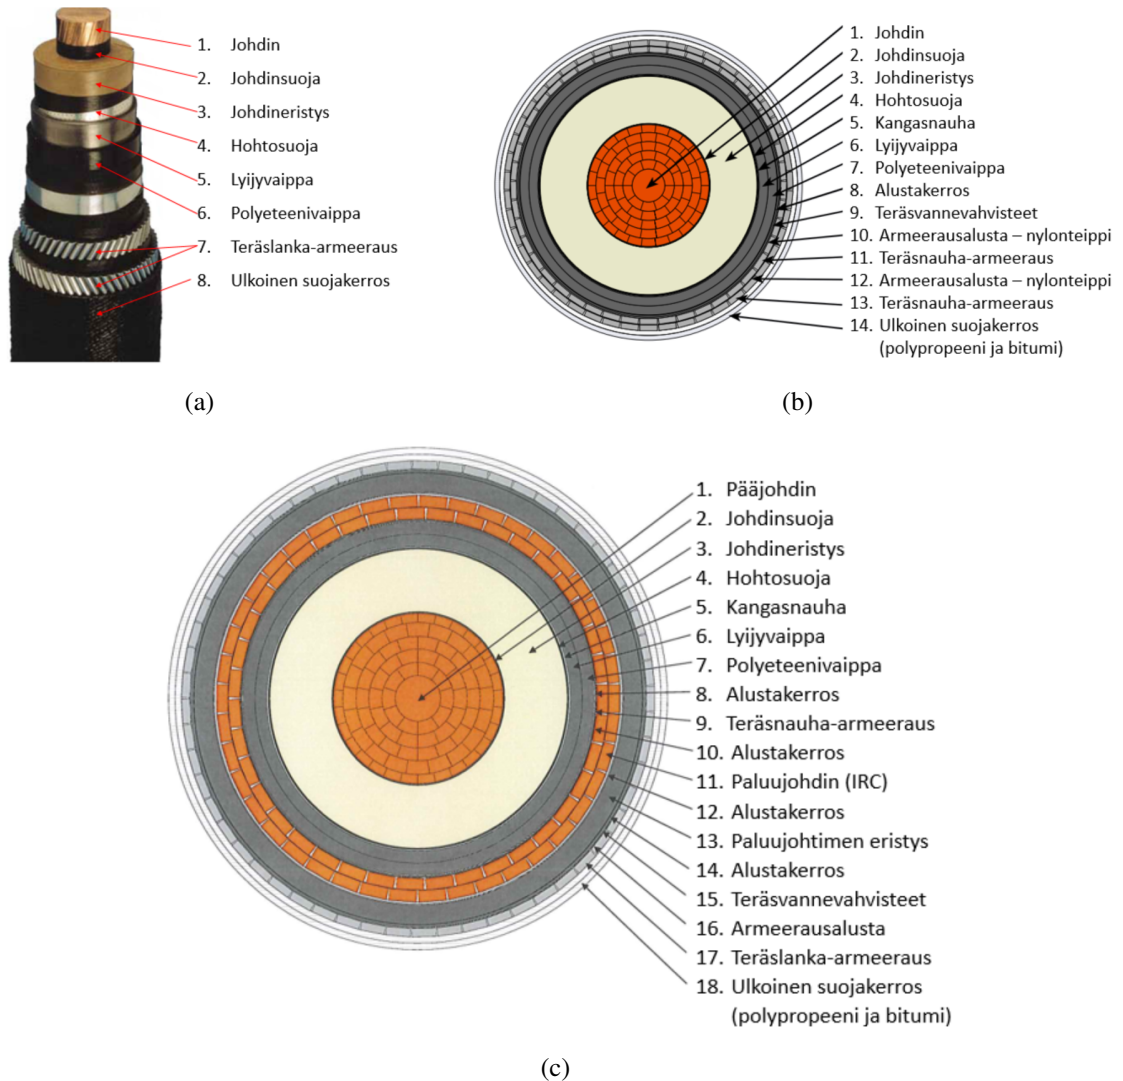 1. Johdin
2. Johdinsuoja
3. Johdineristys
4. Hohtosuoja
5. Lyijyvaippa
6. Polyeteenivaippa
7. Teräslanka-armeeraus
8. Ulkoinen suojakerros
(a)
1. Johdin
2. Johdinsuoja
3. Johdineristys
4. Hohtosuoja
5. Kangasnauha
6. Lyijyvaippa
7. Polyeteenivaippa
8. Alustakerros
9. Teräsvannevahvisteet
10. Armeerausalusta – nylonteippi
11. Teräsnauha-armeeraus
12. Armeerausalusta – nylonteippi
13. Teräsnauha-armeeraus
14. Ulkoinen suojakerros
(polypropeeni ja bitumi)
(b)
1. Pääjohdin
2. Johdinsuoja
3. Johdineristys
4. Hohtosuoja
5. Kangasnauha
6. Lyijyvaippa
7. Polyeteenivaippa
8. Alustakerros
9. Teräsnauha-armeeraus
10. Alustakerros
11. Paluujohdin (IRC)
12. Alustakerros
13. Paluujohtimen eristys
14. Alustakerros
15. Teräsvannevahvisteet
16. Armeerausalusta
17. Teräslanka-armeeraus
18. Ulkoinen suojakerros
(polypropeeni ja bitumi)
(c)